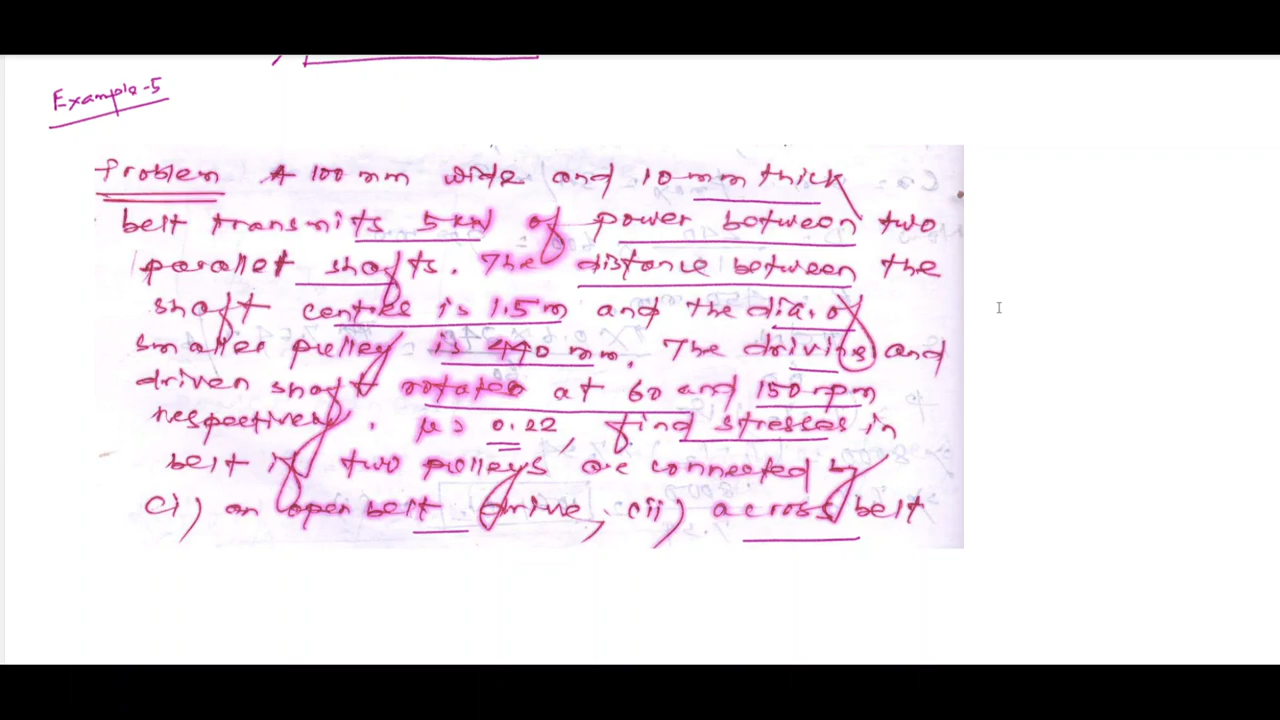 Example-5
Problem A 100 mm wide and 10 mm thick
belt transmits 5 kW of power between two
parallel shafts. The distance between the
shaft centre is 1.5 m and the dia. of
smaller pulley is 440 mm. The driving and
driven shaft rotates at 60 and 150 rpm
respectively. μ = 0.22, find stresses in
belt if two pulleys are connected by
(i) an open belt drive, (ii) a cross belt